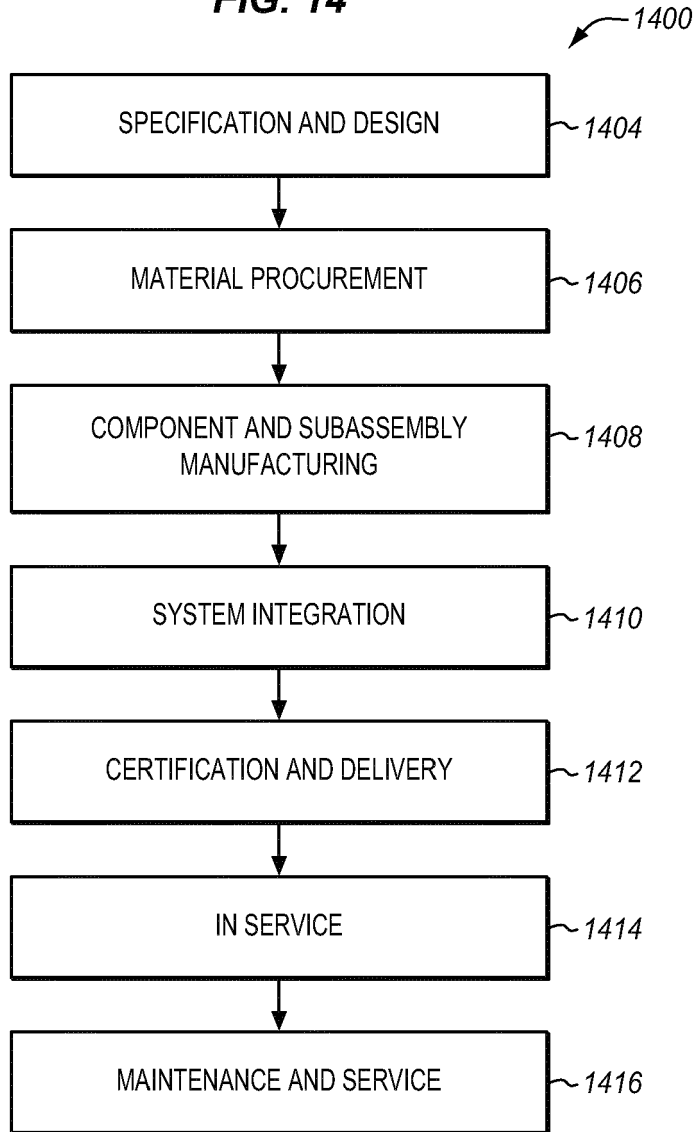 FIG. 14
1400
SPECIFICATION AND DESIGN
1404
MATERIAL PROCUREMENT
1406
COMPONENT AND SUBASSEMBLY
MANUFACTURING
1408
SYSTEM INTEGRATION
1410
CERTIFICATION AND DELIVERY
1412
IN SERVICE
1414
MAINTENANCE AND SERVICE
1416